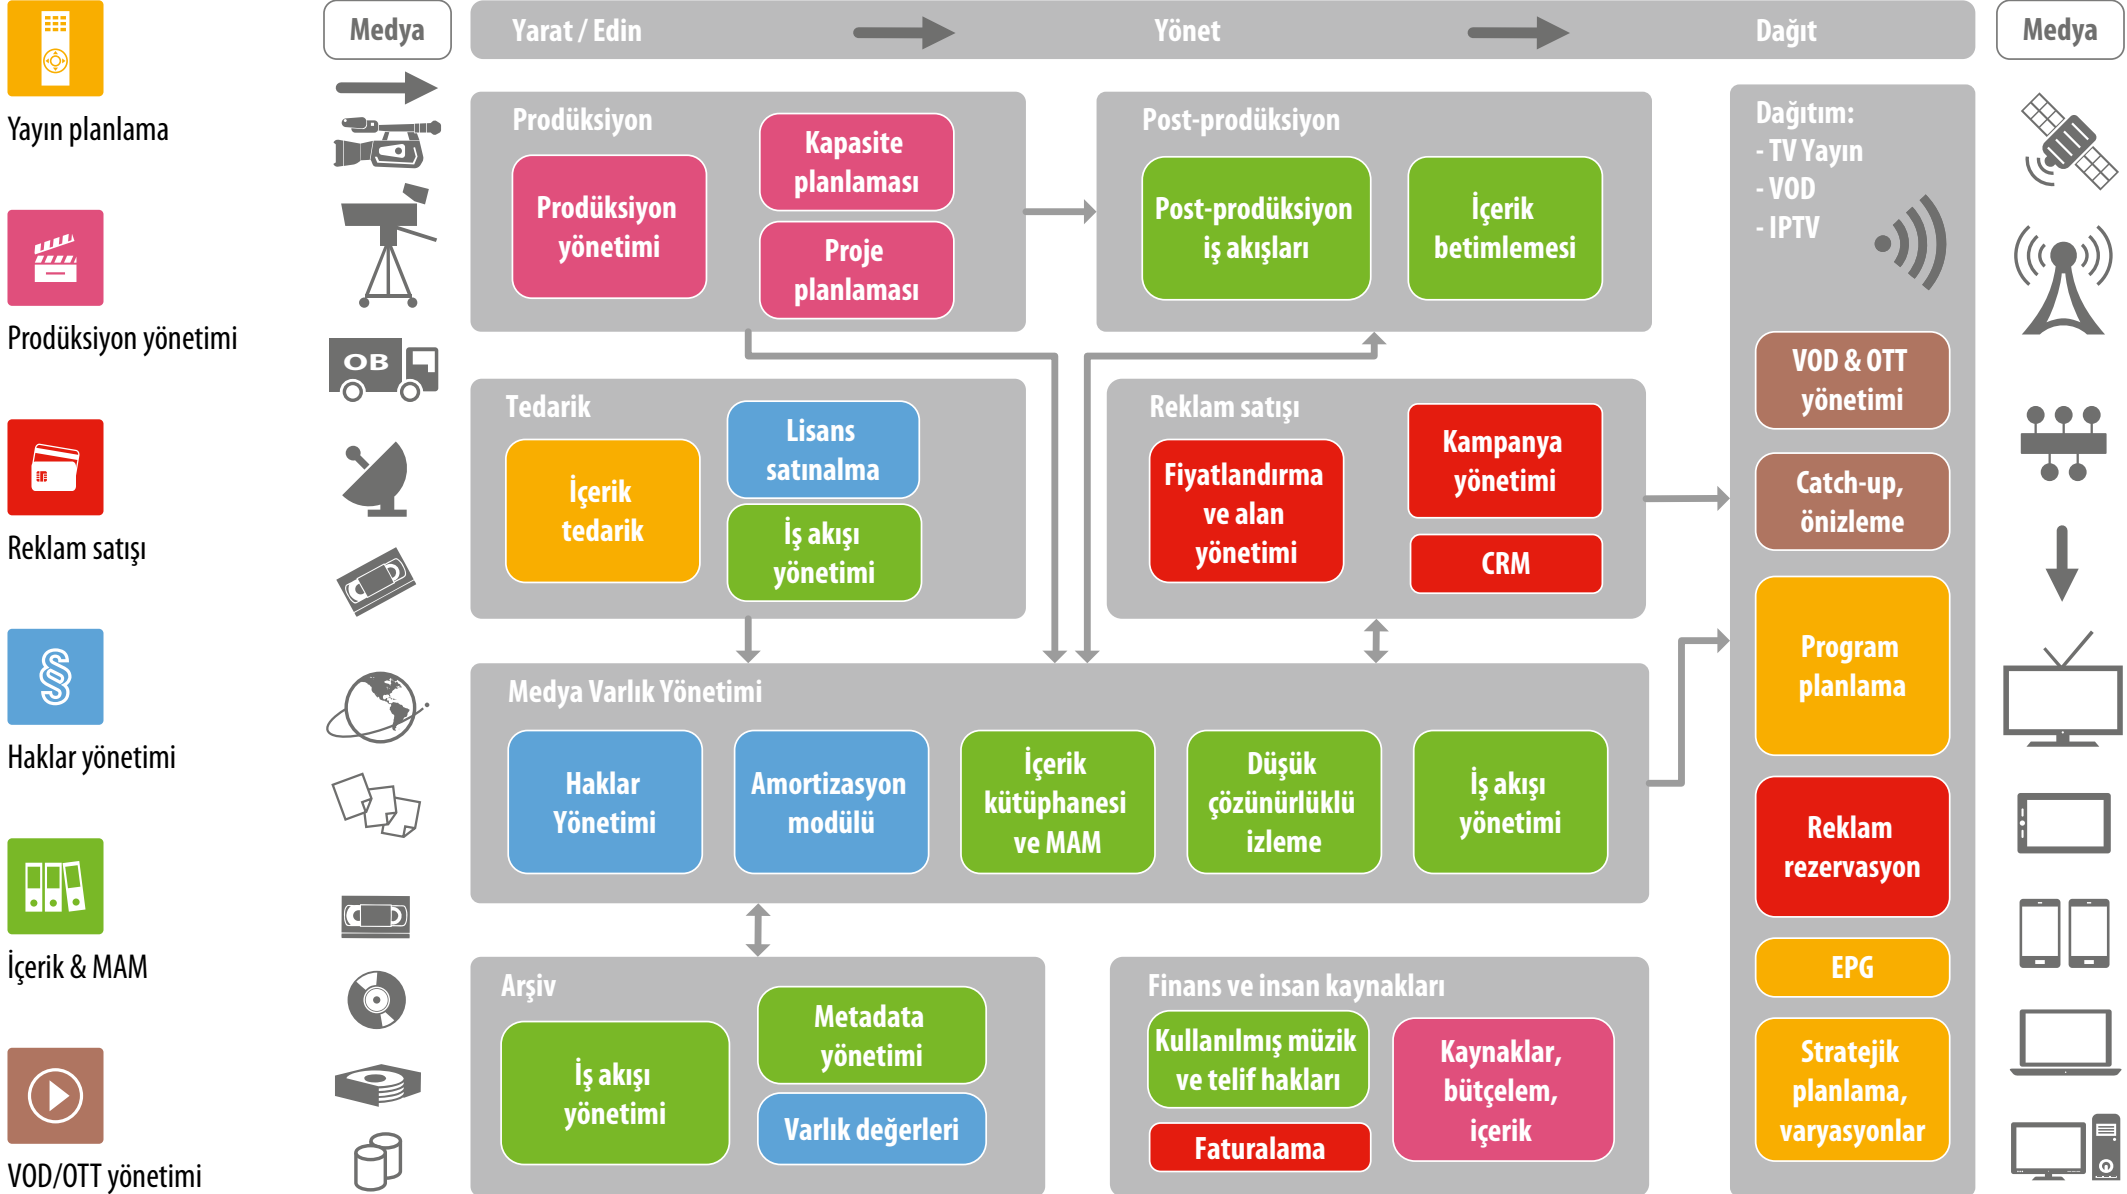 Yayın planlama
Prodüksiyon yönetimi
Reklam satışı
Haklar yönetimi
İçerik & MAM
VOD/OTT yönetimi
Medya
OB
Yarat / Edin
Yönet
Dağıt
Medya
Prodüksiyon
Prodüksiyon
yönetimi
Kapasite
planlaması
Proje
planlaması
Post-prodüksiyon
Post-prodüksiyon
iş akışları
İçerik
betimlemesi
Tedarik
İçerik
tedarik
Lisans
satınalma
İş akışı
yönetimi
Reklam satışı
Fiyatlandırma
ve alan
yönetimi
Kampanya
yönetimi
CRM
Medya Varlık Yönetimi
Haklar
Yönetimi
Amortizasyon
modülü
İçerik
kütüphanesi
ve MAM
Düşük
çözünürlüklü
izleme
İş akışı
yönetimi
Arşiv
İş akışı
yönetimi
Metadata
yönetimi
Varlık değerleri
Finans ve insan kaynakları
Kullanılmış müzik
ve telif hakları
Faturalama
Kaynaklar,
bütçelem,
içerik
Dağıtım:
- TV Yayın
- VOD
- IPTV
VOD & OTT
yönetimi
Catch-up,
önizleme
Program
planlama
Reklam
rezervasyon
EPG
Stratejik
planlama,
varyasyonlar